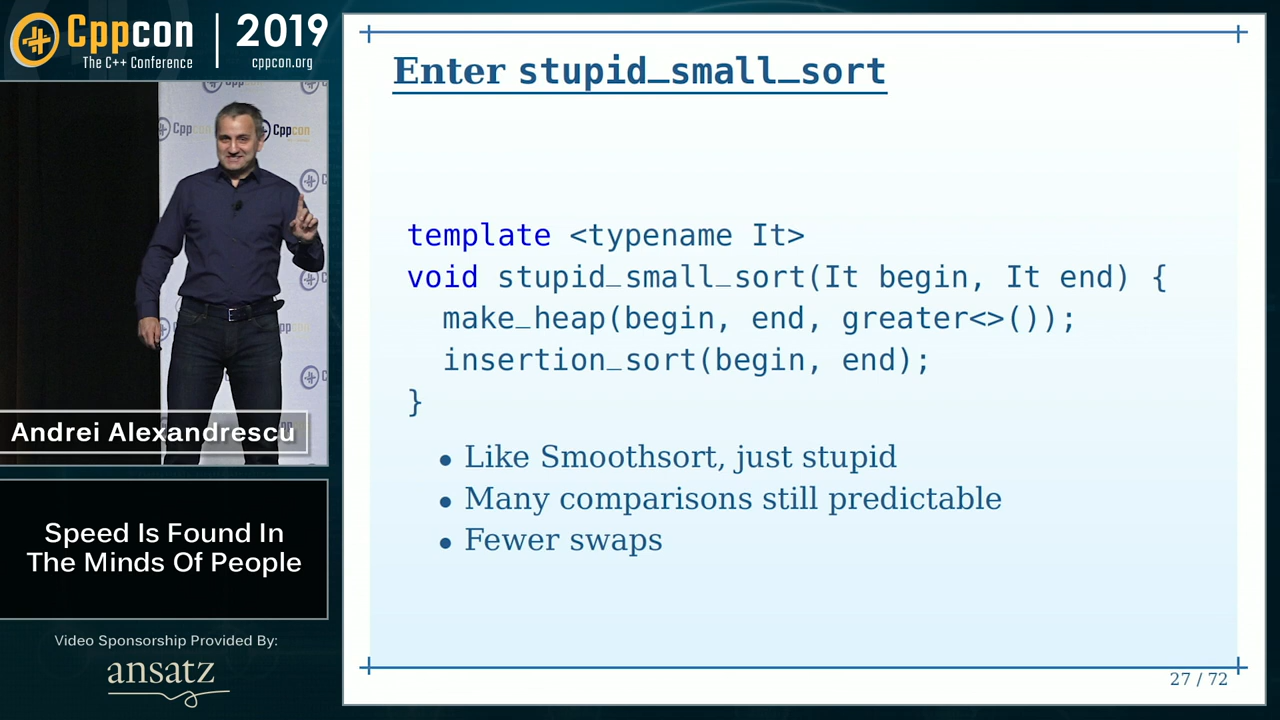 Cppcon
The C++ Conference
2019
cppcon.org
Cppcon
Cppcon
Andrei Alexandrescu
Speed Is Found In
The Minds Of People
Video Sponsorship Provided By:
ansatz
Enter stupid_small_sort
template <typename It>
void stupid_small_sort(It begin, It end) {
make_heap(begin, end, greater<>());
insertion_sort(begin, end);
}
• Like Smoothsort, just stupid
• Many comparisons still predictable
• Fewer swaps
27 / 72